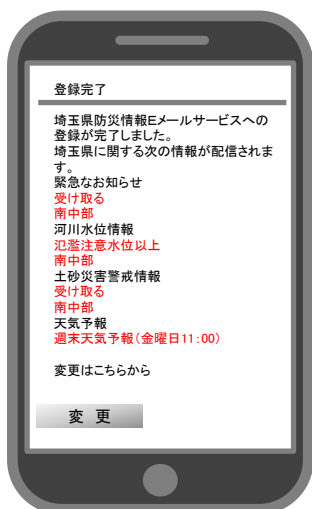 登録完了
埼玉県防災情報Eメールサービスへの
登録が完了しました。
埼玉県に関する次の情報が配信されま
す。
緊急なお知らせ
受け取る
南中部
河川水位情報
氾濫注意水位以上
南中部
土砂災害警戒情報
受け取る
南中部
天気予報
週末天気予報(金曜日11:00)
変更はこちらから
変 更